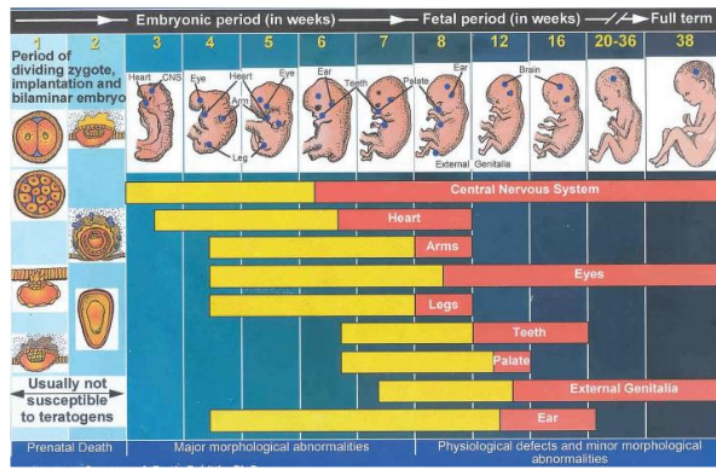 Embryonic period (in weeks) Fetal period (in weeks) Full term
1 2 3 4 5 6 7 8 12 16 20-36 38
Period of
dividing zygote,
implantation and
bilaminar embryo
Heart CNS Eye Heart Eye Ear Teeth Palate Ear Brain
Arm
Leg
External Genitalia
Central Nervous System
Heart
Arms
Eyes
Legs
Teeth
Palate
External Genitalia
Ear
Usually not
susceptible
to teratogens
Prenatal Death Major morphological abnormalities Physiological defects and minor morphological
abnormalities